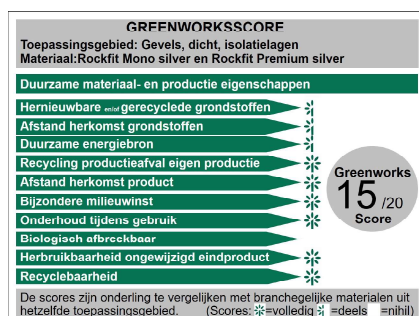 GREENWORKSSCORE
Toepassingsgebied: Gevels, dicht, isolatielagen
Materiaal:Rockfit Mono silver en Rockfit Premium silver
Duurzame materiaal- en productie eigenschappen
Hernieuwbare en/of gerecyclede grondstoffen
Afstand herkomst grondstoffen
Duurzame energiebron
Recycling productieafval eigen productie
Afstand herkomst product
Bijzondere milieuwinst
Onderhoud tijdens gebruik
Biologisch afbreekbaar
Herbruikbaarheid ongewijzigd eindproduct
Recyclebaarheid
Greenworks
15/20
Score
De scores zijn onderling te vergelijken met branchegelijke materialen uit
hetzelfde toepassingsgebied. (Scores: =volledig =deels =nihil)